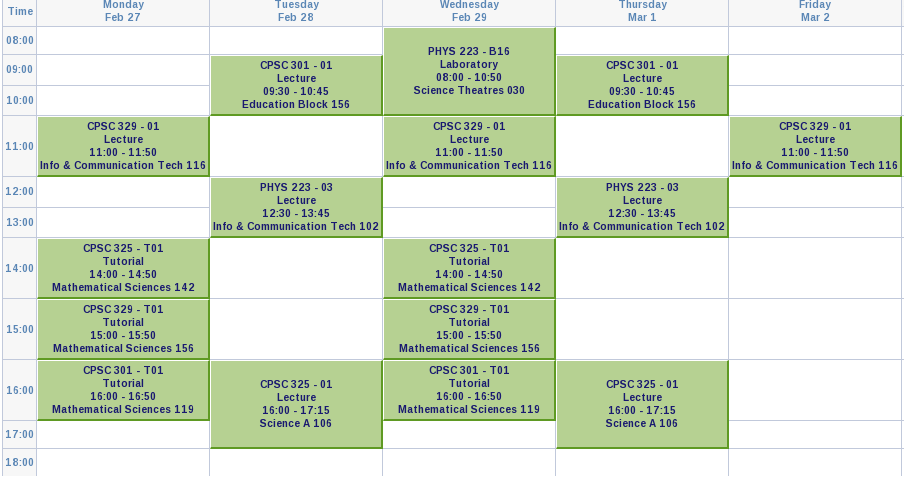 Time
Monday
Feb 27
Tuesday
Feb 28
Wednesday
Feb 29
Thursday
Mar 1
Friday
Mar 2
08:00
PHYS 223 - B16
Laboratory
08:00 - 10:50
Science Theatres 030
09:00
CPSC 301 - 01
Lecture
09:30 - 10:45
Education Block 156
CPSC 301 - 01
Lecture
09:30 - 10:45
Education Block 156
10:00
11:00
CPSC 329 - 01
Lecture
11:00 - 11:50
Info & Communication Tech 116
CPSC 329 - 01
Lecture
11:00 - 11:50
Info & Communication Tech 116
CPSC 329 - 01
Lecture
11:00 - 11:50
Info & Communication Tech 116
12:00
PHYS 223 - 03
Lecture
12:30 - 13:45
Info & Communication Tech 102
PHYS 223 - 03
Lecture
12:30 - 13:45
Info & Communication Tech 102
13:00
14:00
CPSC 325 - T01
Tutorial
14:00 - 14:50
Mathematical Sciences 142
CPSC 325 - T01
Tutorial
14:00 - 14:50
Mathematical Sciences 142
15:00
CPSC 329 - T01
Tutorial
15:00 - 15:50
Mathematical Sciences 156
CPSC 329 - T01
Tutorial
15:00 - 15:50
Mathematical Sciences 156
16:00
CPSC 301 - T01
Tutorial
16:00 - 16:50
Mathematical Sciences 119
CPSC 325 - 01
Lecture
16:00 - 17:15
Science A 106
CPSC 301 - T01
Tutorial
16:00 - 16:50
Mathematical Sciences 119
CPSC 325 - 01
Lecture
16:00 - 17:15
Science A 106
17:00
18:00